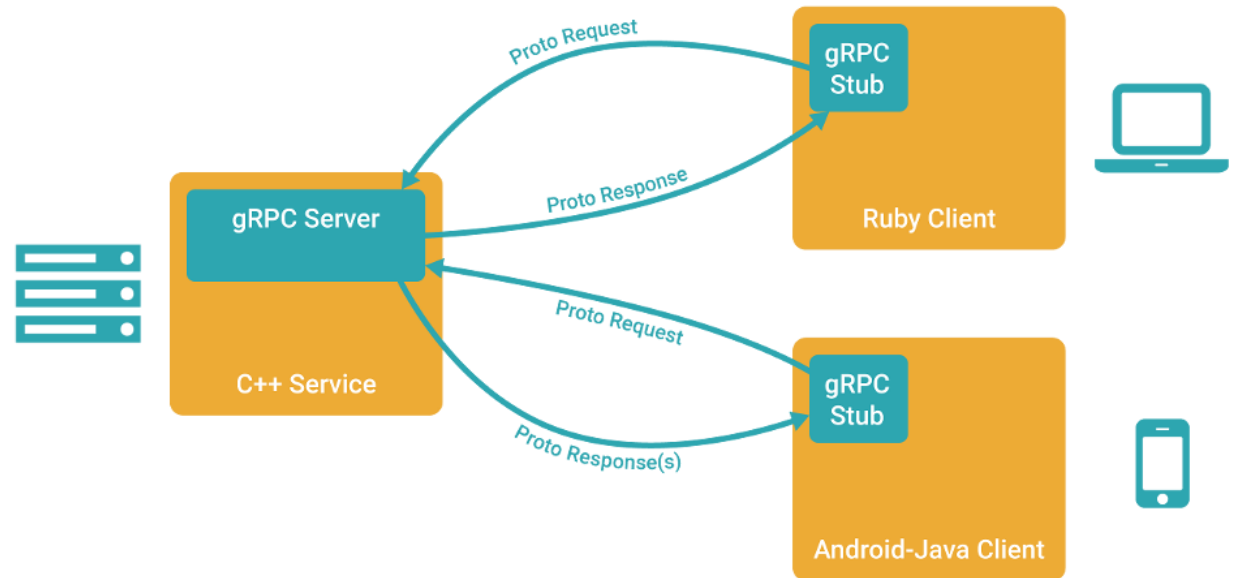 Proto Request
gRPC
Stub
Proto Response
Ruby Client
gRPC Server
C++ Service
Proto Request
gRPC
Stub
Proto Response(s)
Android-Java Client